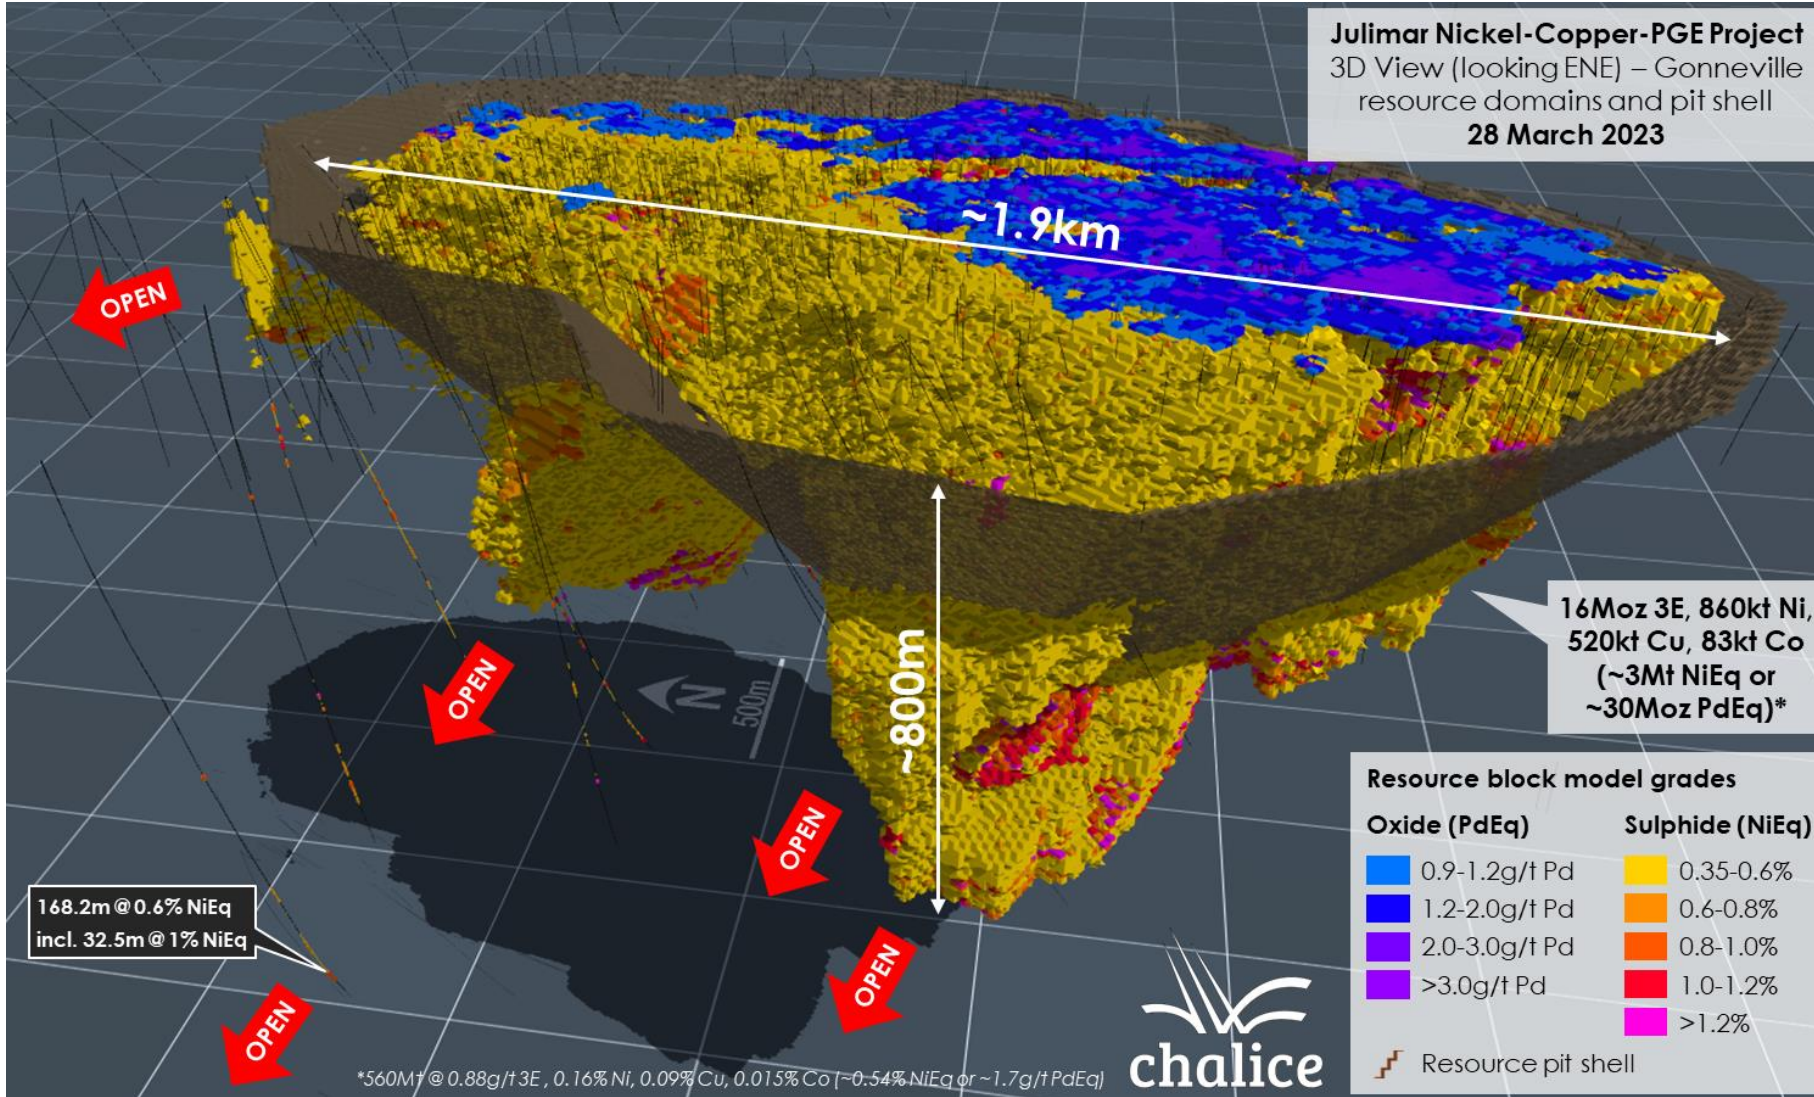 Julimar Nickel-Copper-PGE Project
3D View (looking ENE) – Gonneville
resource domains and pit shell
28 March 2023
~1.9km
OPEN
~800m
OPEN
N
500m
OPEN
OPEN
OPEN
16Moz 3E, 860kt Ni,
520kt Cu, 83kt Co
(~3Mt NiEq or
~30Moz PdEq)*
168.2m @ 0.6% NiEq
incl. 32.5m @ 1% NiEq
Resource block model grades
Oxide (PdEq)
0.9-1.2g/t Pd
1.2-2.0g/t Pd
2.0-3.0g/t Pd
>3.0g/t Pd
Sulphide (NiEq)
0.35-0.6%
0.6-0.8%
0.8-1.0%
1.0-1.2%
>1.2%
Resource pit shell
chalice
*560Mt @ 0.88g/t 3E, 0.16% Ni, 0.09% Cu, 0.015% Co (~0.54% NiEq or ~1.7g/t PdEq)